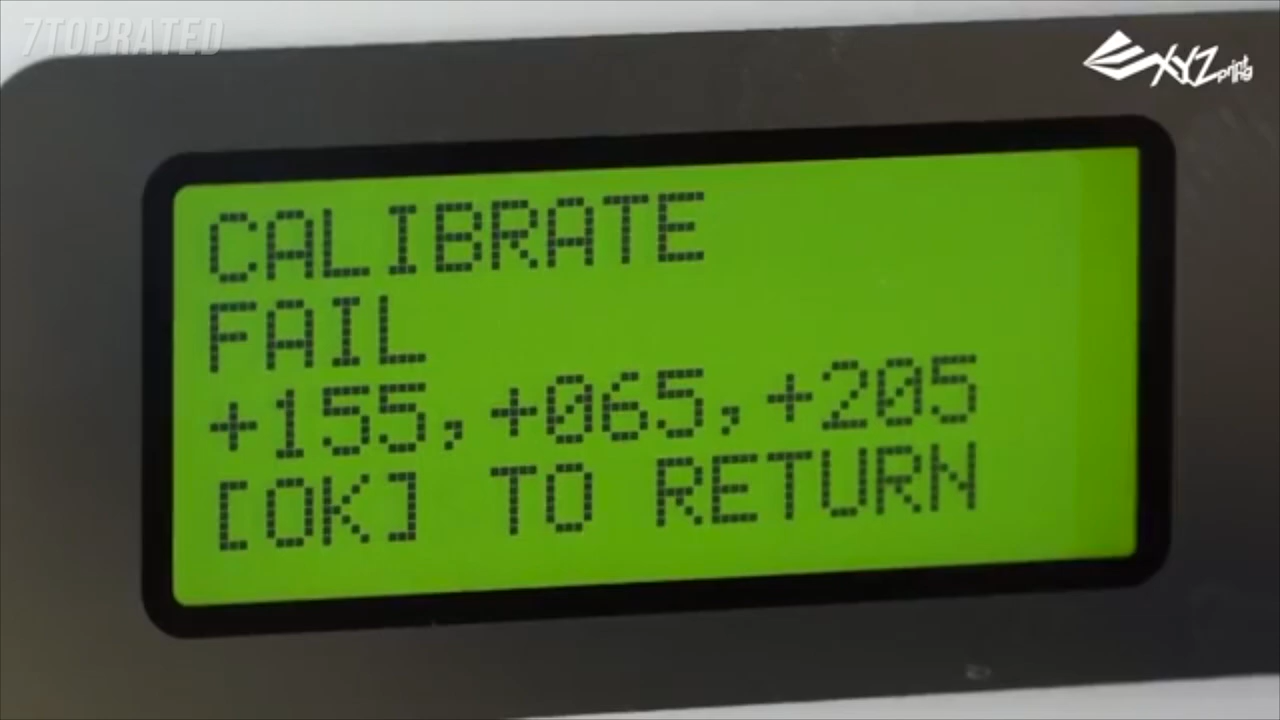 7TOPRATED
XYZprinting
CALIBRATE
FAIL
+155,+065,+205
[OK] TO RETURN